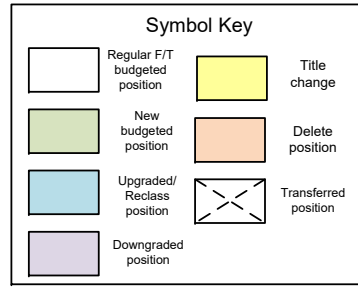 Symbol Key
Regular F/T
budgeted
position
New
budgeted
position
Upgraded/
Reclass
position
Downgraded
position
Title
change
Delete
position
Transferred
position